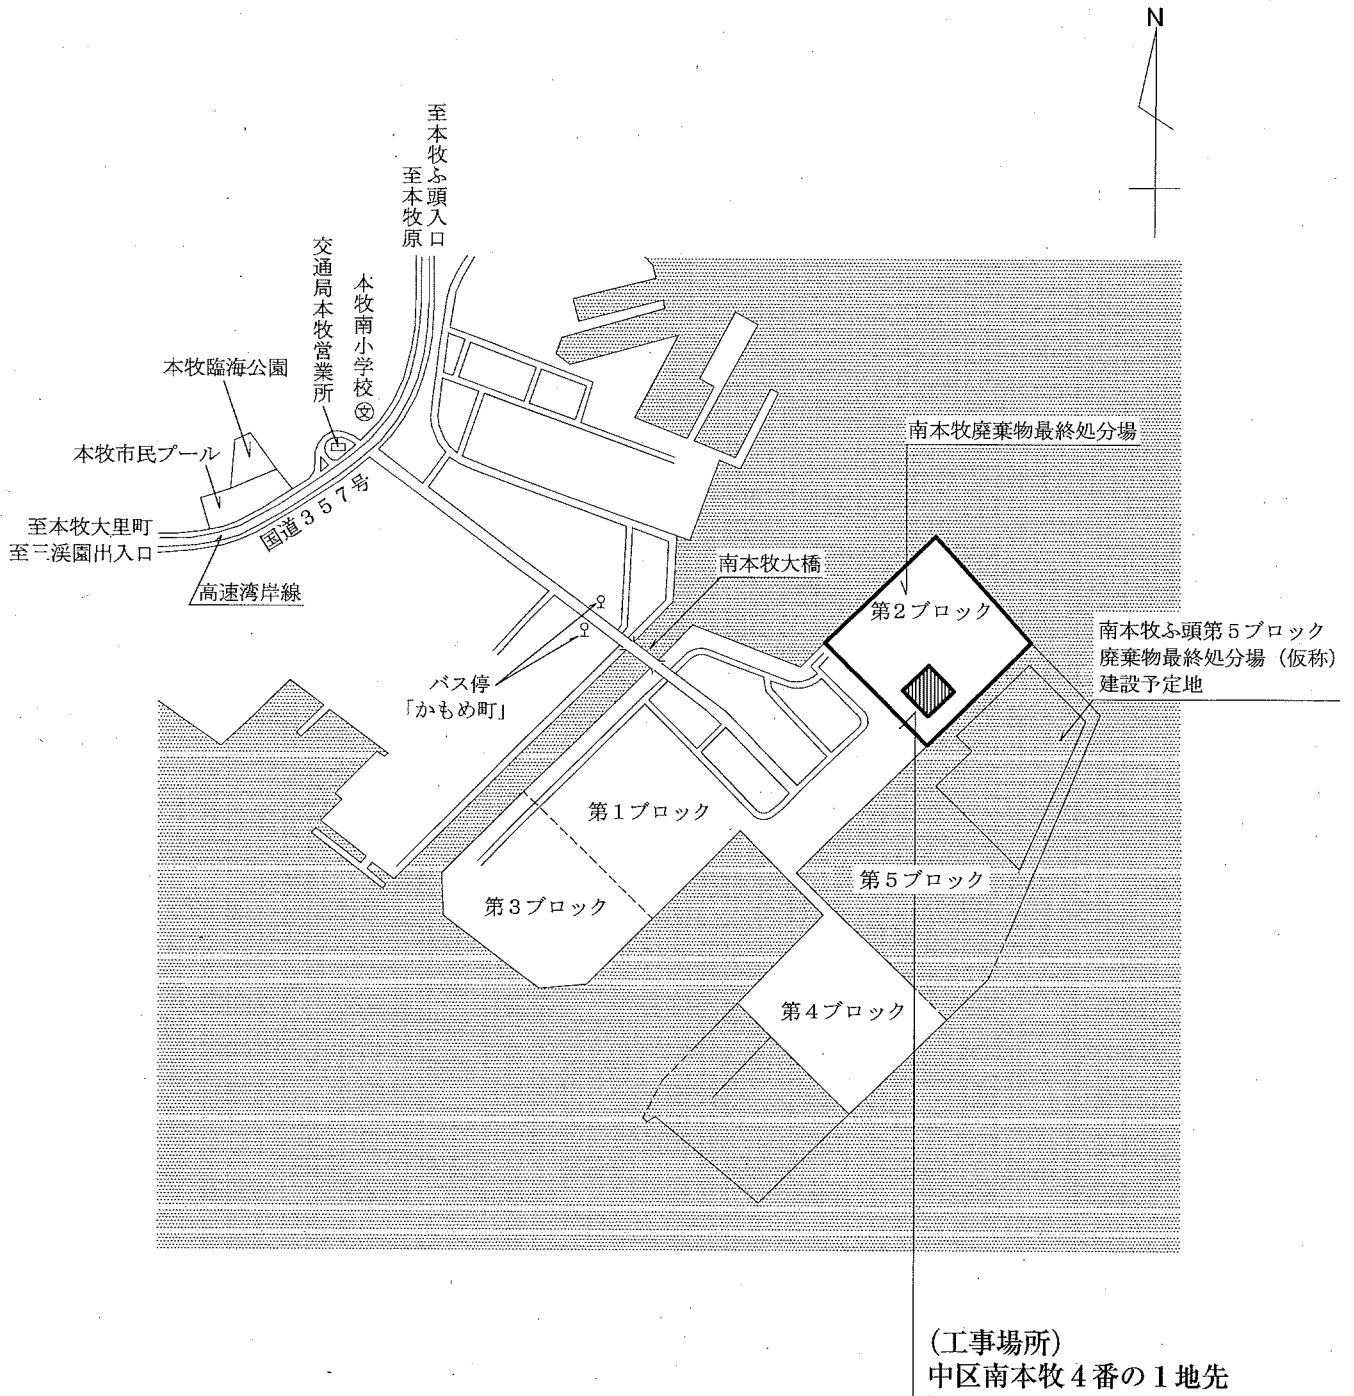 N
至本牧ふ頭入口
至本牧原
交通局本牧営業所
本牧南小学校
文
本牧臨海公園
本牧市民プール
至本牧大里町
至三溪園出入口
国道357号
高速湾岸線
南本牧廃棄物最終処分場
南本牧大橋
第2ブロック
南本牧ふ頭第5ブロック
廃棄物最終処分場（仮称）
建設予定地
バス停
「かもめ町」
第1ブロック
第5ブロック
第3ブロック
第4ブロック
(工事場所)
中区南本牧4番の1地先